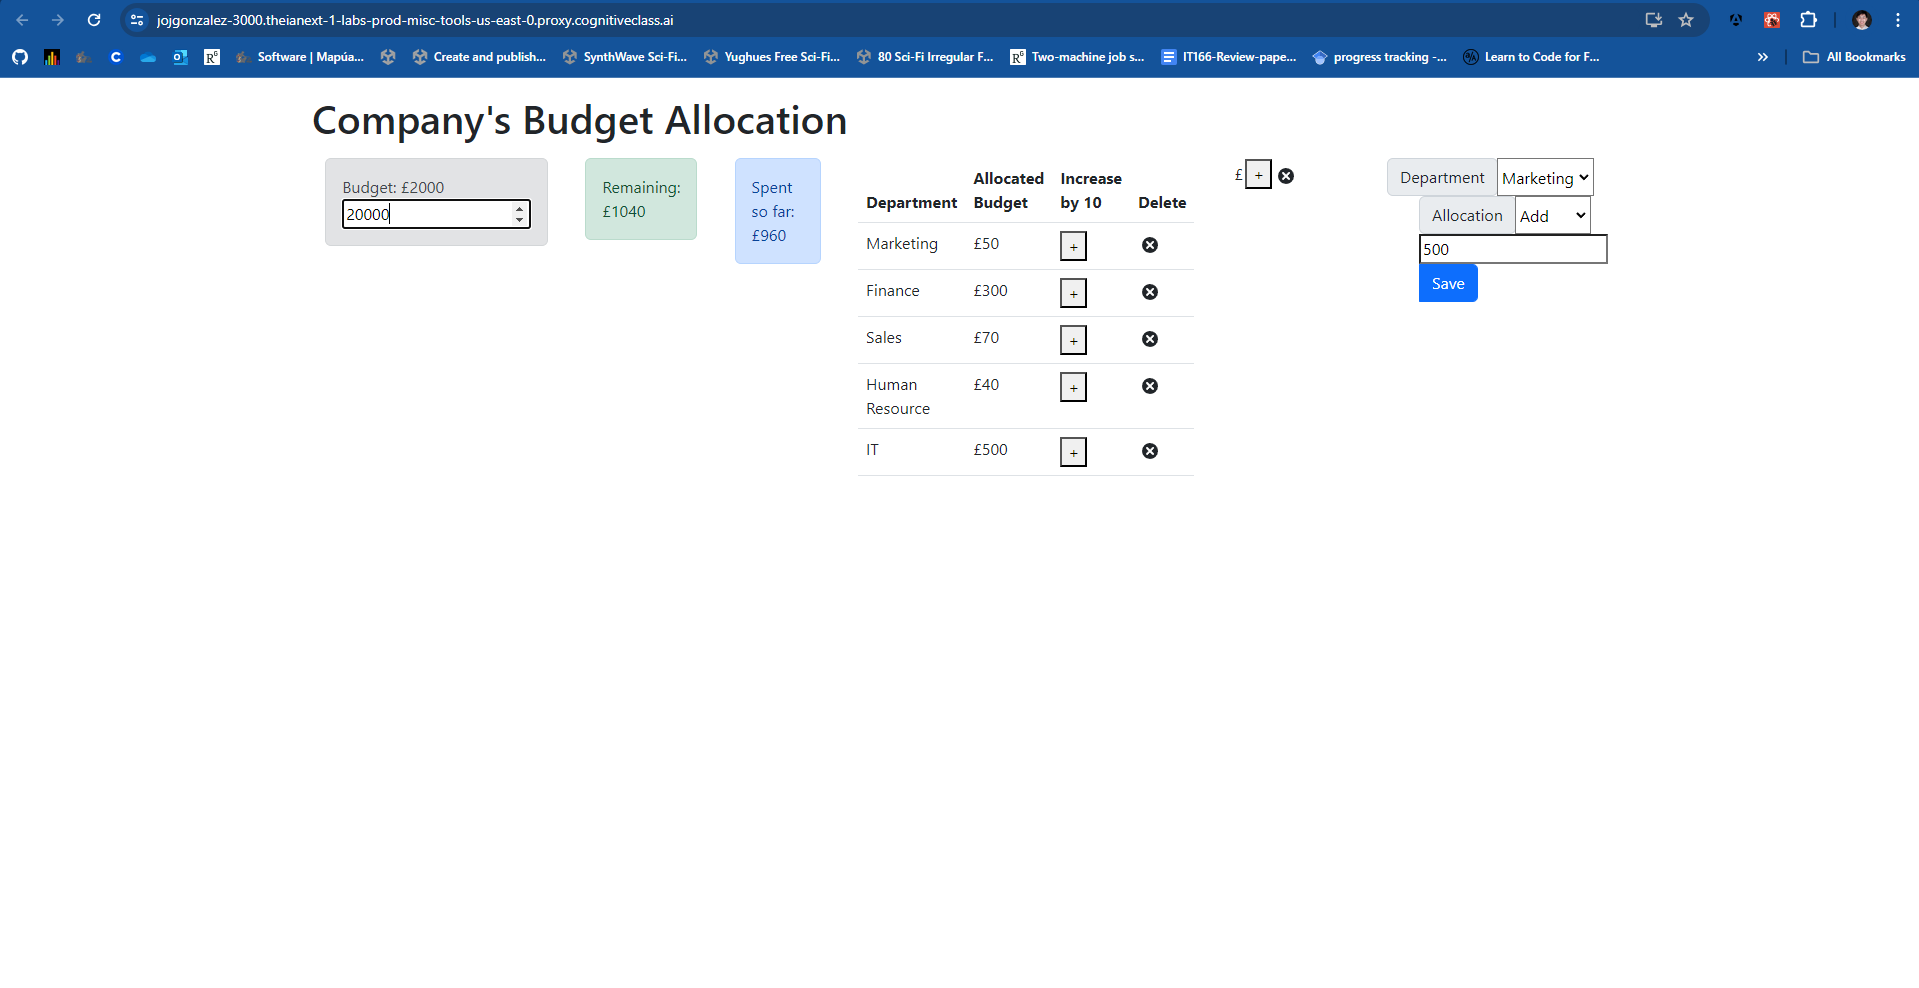 jojgonzalez-3000.theianext-1-labs-prod-misc-tools-us-east-0.proxy.cognitiveclass.ai
Software | Mapúa... Create and publish... SynthWave Sci-Fi... Yughues Free Sci-Fi... 80 Sci-Fi Irregular F... Two-machine job s... IT166-Review-pape... progress tracking -... Learn to Code for F... » All Bookmarks
Company's Budget Allocation
Budget: £2000
20000
Remaining:
£1040
Spent
so far:
£960
Department Allocated Budget Increase by 10 Delete
Marketing £50 +
Finance £300 +
Sales £70 +
Human Resource £40 +
IT £500 +
£ +
Department Marketing
Allocation Add
500
Save